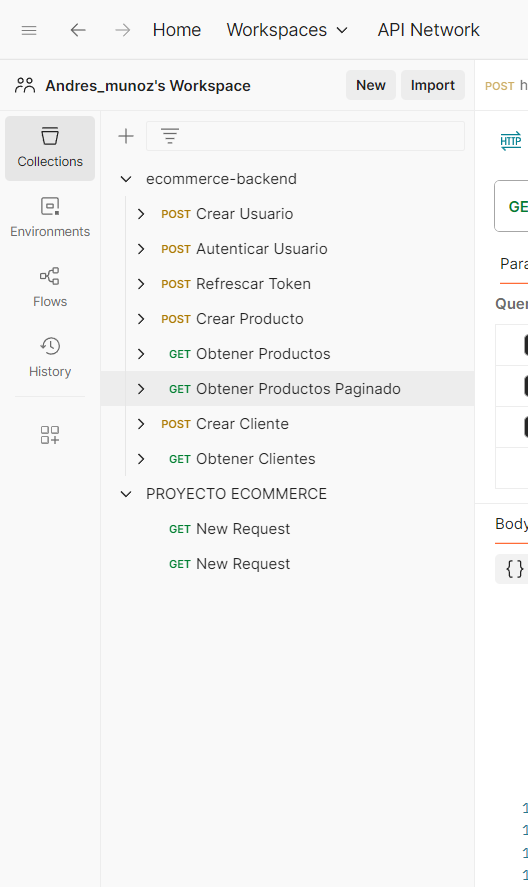 Home Workspaces API Network
Andres_munoz's Workspace New Import
POST h
Collections
Environments
Flows
History
ecommerce-backend
POST Crear Usuario
POST Autenticar Usuario
POST Refrescar Token
POST Crear Producto
GET Obtener Productos
GET Obtener Productos Paginado
POST Crear Cliente
GET Obtener Clientes
PROYECTO ECOMMERCE
GET New Request
GET New Request
HTTP
GE
Para
Quer
Body
{}
1
1
1
1